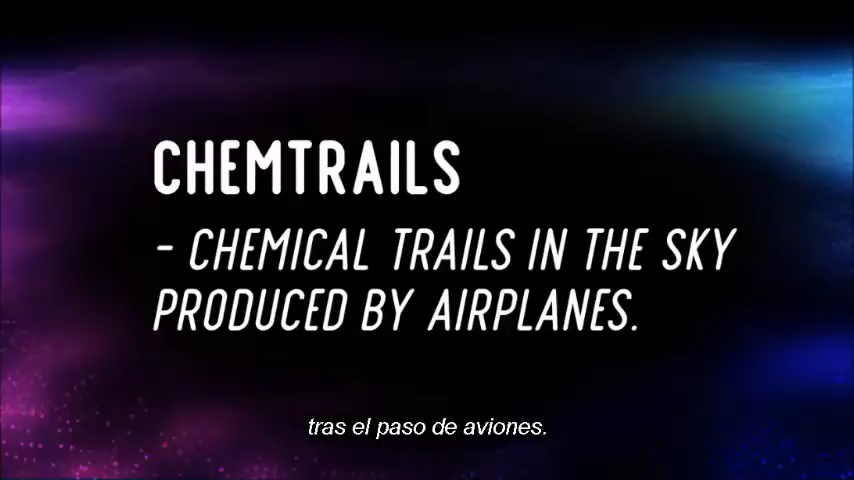 CHEMTRAILS
- CHEMICAL TRAILS IN THE SKY
PRODUCED BY AIRPLANES.
tras el paso de aviones.